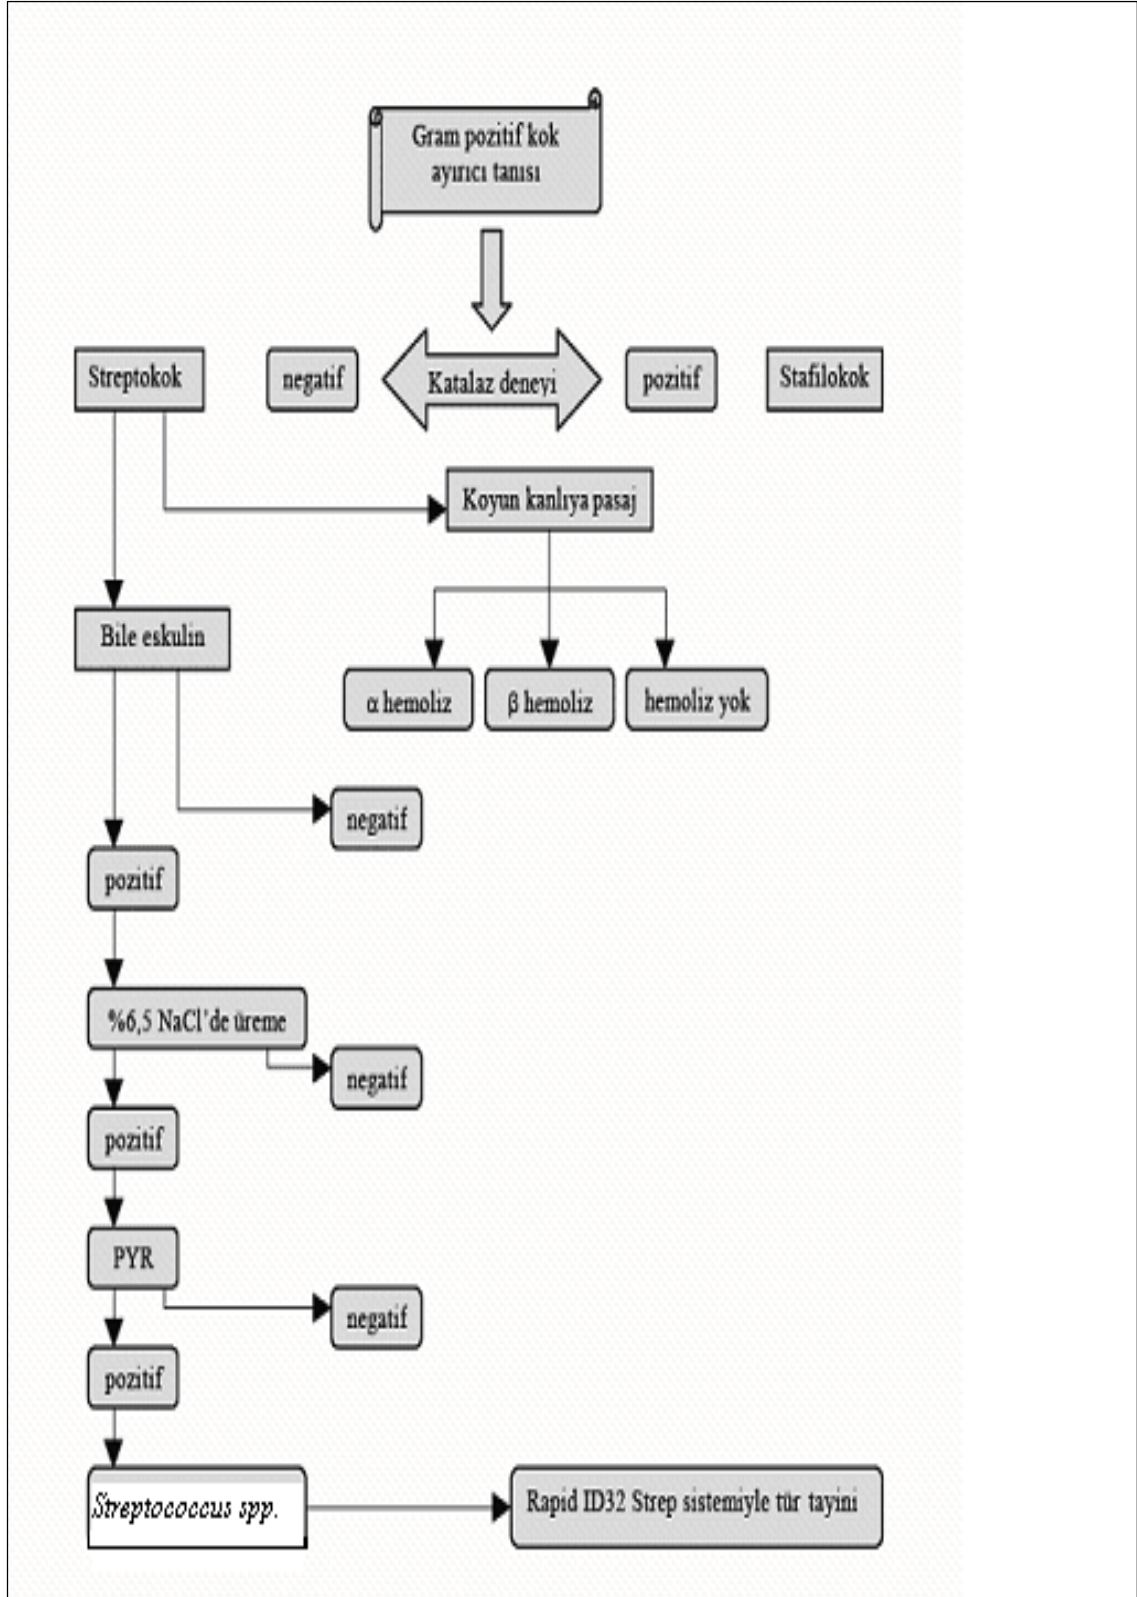 Gram pozitif kok
ayırıcı tanısı
Streptokok
negatif
Katalaz deneyi
pozitif
Stafilokok
Koyun kanlıya pasaj
Bile eskulin
α hemoliz
β hemoliz
hemoliz yok
negatif
pozitif
%6,5 NaCl'de üreme
negatif
pozitif
PYR
negatif
pozitif
Streptococcus spp.
Rapid ID32 Strep sistemiyle tür tayini